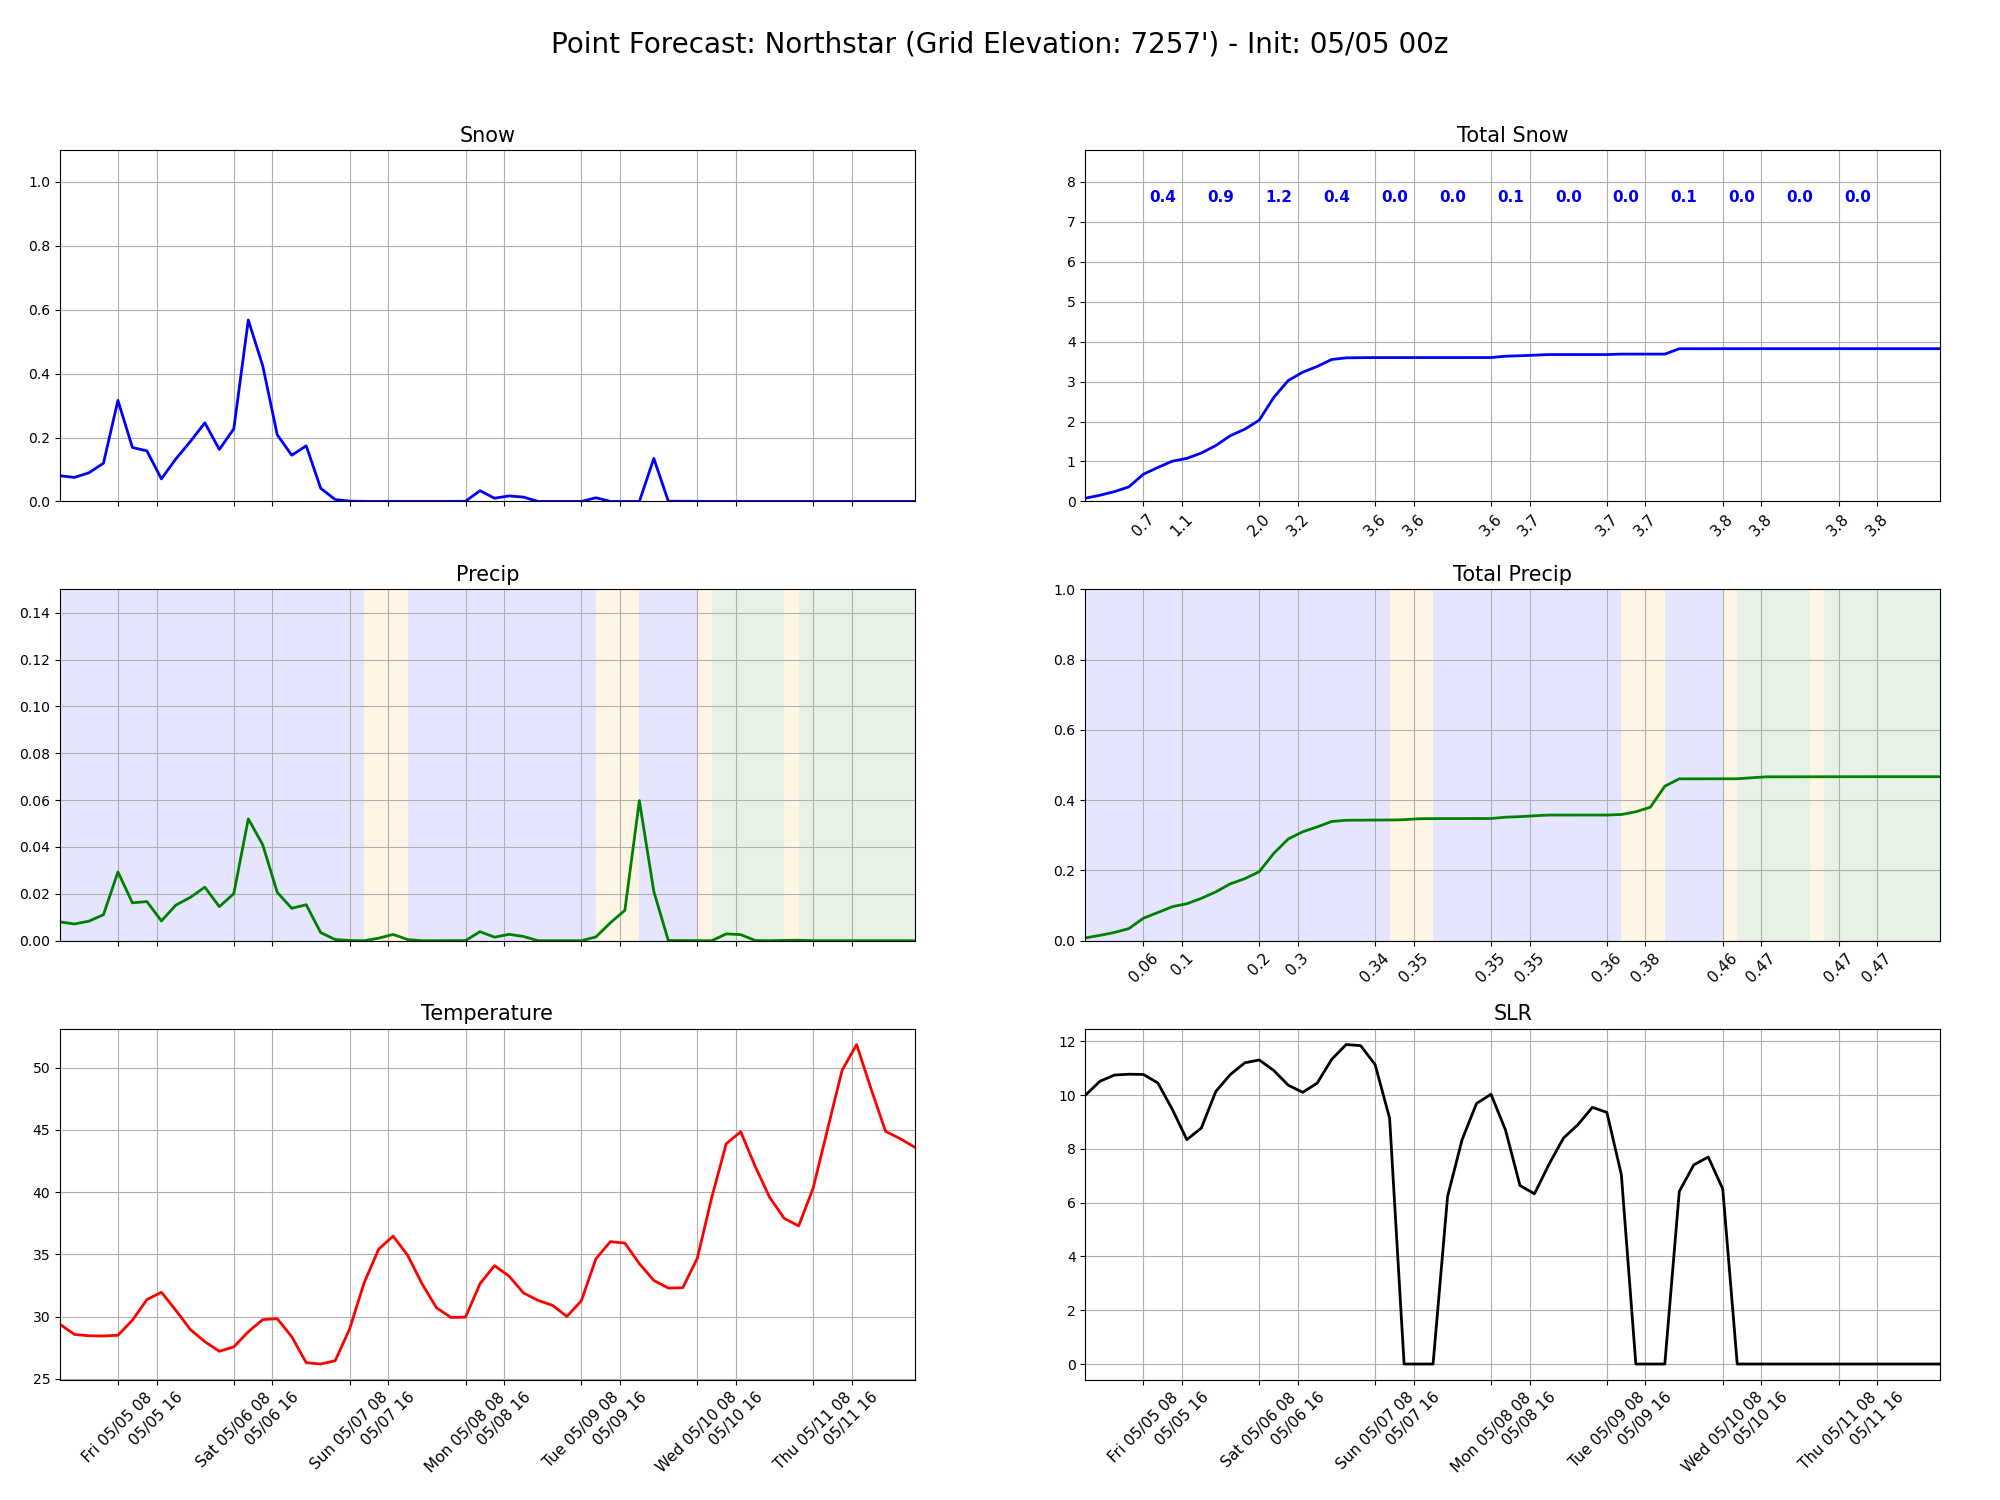 Point Forecast: Northstar (Grid Elevation: 7257') - Init: 05/05 00z
Snow
1.0
0.8
0.6
0.4
0.2
0.0
Total Snow
8
7
6
5
4
3
2
1
0
0.4 0.9 1.2 0.4 0.0 0.0 0.1 0.0 0.0 0.1 0.0 0.0 0.0
0.7 1.1 2.0 3.2 3.6 3.6 3.6 3.7 3.7 3.7 3.8 3.8 3.8 3.8
Precip
0.14
0.12
0.10
0.08
0.06
0.04
0.02
0.00
Total Precip
1.0
0.8
0.6
0.4
0.2
0.0
0.06 0.1 0.2 0.3 0.34 0.35 0.35 0.35 0.36 0.38 0.46 0.47 0.47 0.47
Temperature
50
45
40
35
30
25
Fri 05/05 08
05/05 16
Sat 05/06 08
05/06 16
Sun 05/07 08
05/07 16
Mon 05/08 08
05/08 16
Tue 05/09 08
05/09 16
Wed 05/10 08
05/10 16
Thu 05/11 08
05/11 16
SLR
12
10
8
6
4
2
0
Fri 05/05 08
05/05 16
Sat 05/06 08
05/06 16
Sun 05/07 08
05/07 16
Mon 05/08 08
05/08 16
Tue 05/09 08
05/09 16
Wed 05/10 08
05/10 16
Thu 05/11 08
05/11 16